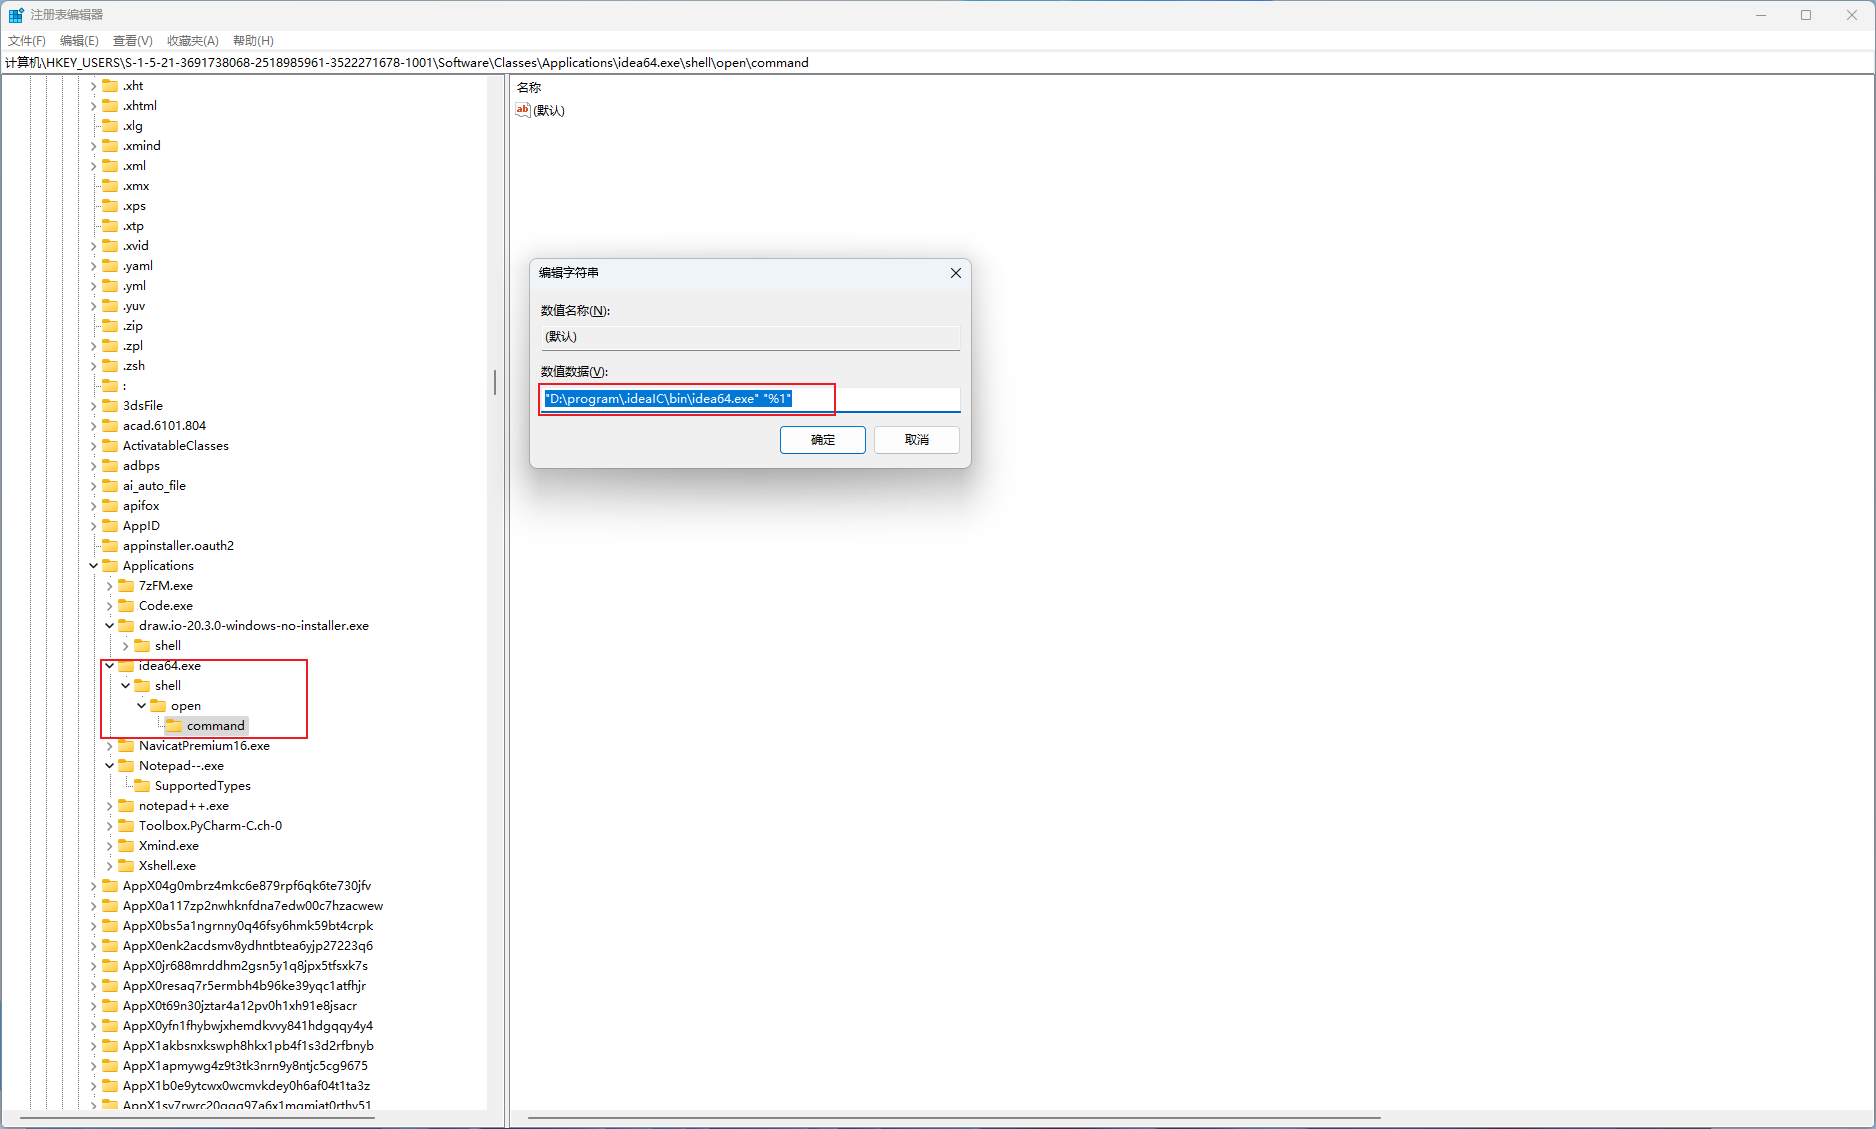 注册表编辑器
文件(F) 编辑(E) 查看(V) 收藏夹(A) 帮助(H)
计算机\HKEY_USERS\S-1-5-21-3691738068-2518985961-3522271678-1001\Software\Classes\Applications\idea64.exe\shell\open\command
.xht
.xhtml
.xlg
.xmind
.xml
.xmx
.xps
.xtp
.xvid
.yaml
.yml
.yuv
.zip
.zpl
.zsh
:
3dsFile
acad.6101.804
ActivatableClasses
adbps
ai_auto_file
apifox
AppID
appinstaller.oauth2
Applications
7zFM.exe
Code.exe
draw.io-20.3.0-windows-no-installer.exe
shell
idea64.exe
shell
open
command
NavicatPremium16.exe
Notepad--.exe
SupportedTypes
notepad++.exe
Toolbox.PyCharm-C.ch-0
Xmind.exe
Xshell.exe
AppX04g0mbrz4mkc6e879rpf6qk6te730jfv
AppX0a117zp2nwhknfdna7edw00c7hzacwew
AppX0bs5a1ngrnny0q46fsy6hmk59bt4crpk
AppX0enk2acdsmv8ydhntbtea6yjp27223q6
AppX0jr688mrddhm2gsn5y1q8jpx5tfsxk7s
AppX0resaq7r5ermbh4b96ke39yqc1atfhjr
AppX0t69n30jztar4a12pv0h1xh91e8jsacr
AppX0yfn1fhybwjxhemdkvvy841hdgqqy4y4
AppX1akbsnxkswph8hkx1pb4f1s3d2rfbnyb
AppX1apmywg4z9t3tk3nrn9y8ntjc5cg9675
AppX1b0e9ytcwx0wcmvkdey0h6af04t1ta3z
名称
ab (默认)
编辑字符串
数值名称(N):
(默认)
数值数据(V):
"D:\program\.ideaIC\bin\idea64.exe" "%1"
确定 取消